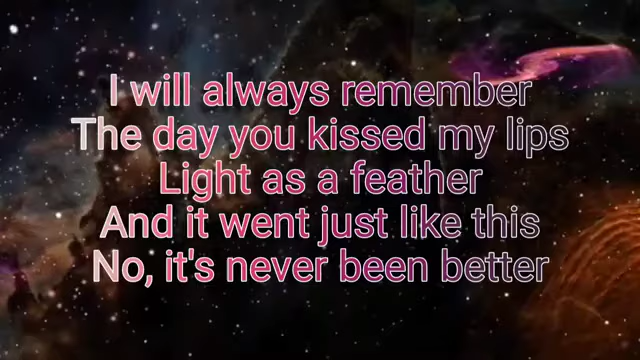 I will always remember
The day you kissed my lips
Light as a feather
And it went just like this
No, it's never been better